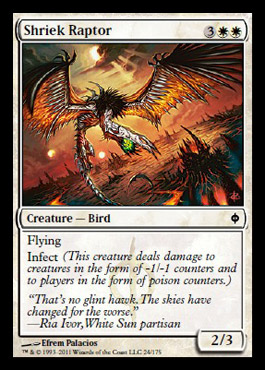 Shriek Raptor 3
Creature — Bird
Flying
Infect (This creature deals damage to
creatures in the form of -1/-1 counters and
to players in the form of poison counters.)
"That's no glint hawk. The skies have
changed for the worse."
—Ria Ivor, White Sun partisan
2/3
Efrem Palacios
™ & © 1993-2011 Wizards of the Coast LLC 24/175